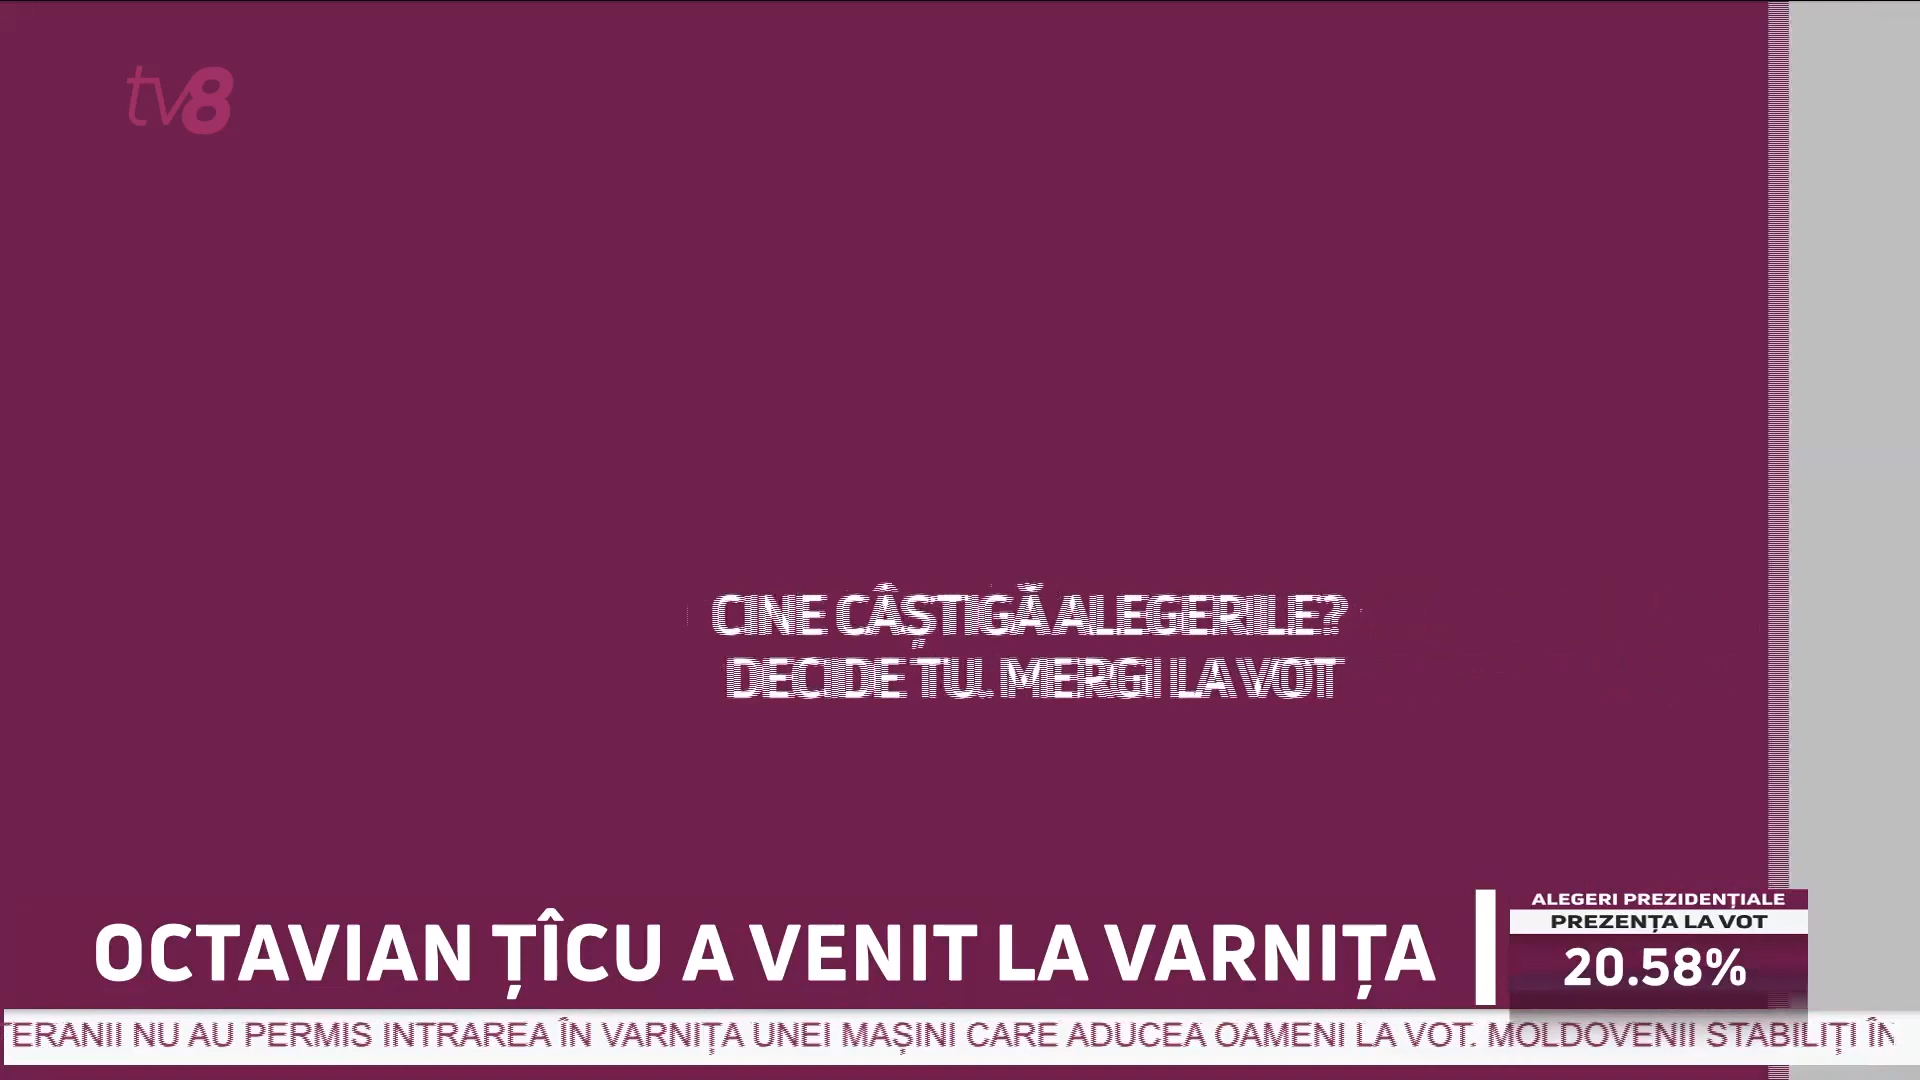 tv8
CINE CÂȘTIGĂ ALEGERILE?
DECIDE TU. MERGI LA VOT
ALEGERI PREZIDENȚIALE
PREZENȚA LA VOT
20.58%
OCTAVIAN ȚÎCU A VENIT LA VARNIȚA
TERANII NU AU PERMIS INTRAREA ÎN VARNIȚA UNEI MAȘINI CARE ADUCEA OAMENI LA VOT. MOLDOVENII STABILIȚI ÎN